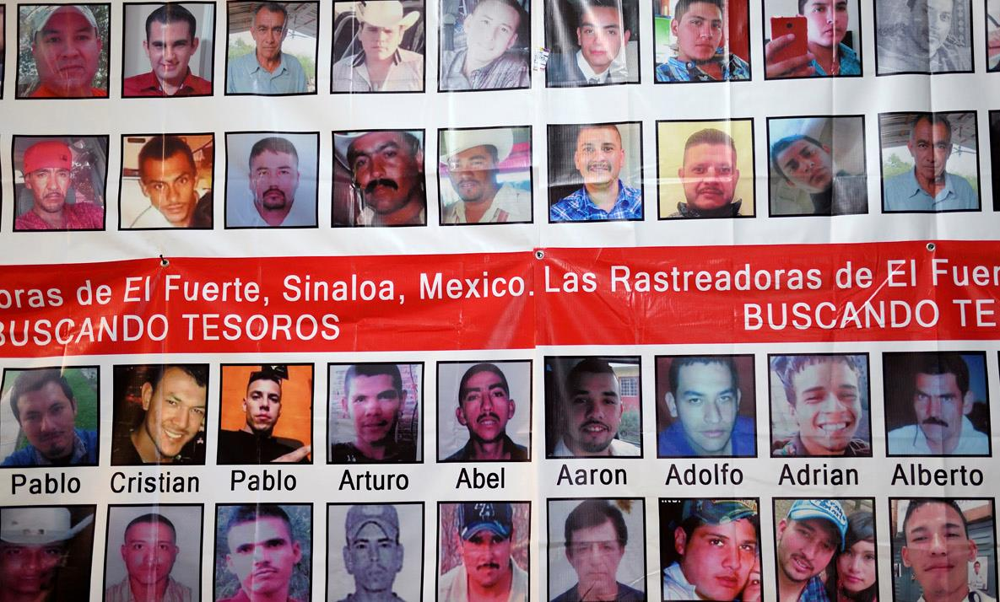 oras de El Fuerte, Sinaloa, Mexico. Las Rastreadoras de El Fuer
BUSCANDO TESOROS BUSCANDO TE
Pablo Cristian Pablo Arturo Abel Aaron Adolfo Adrian Alberto